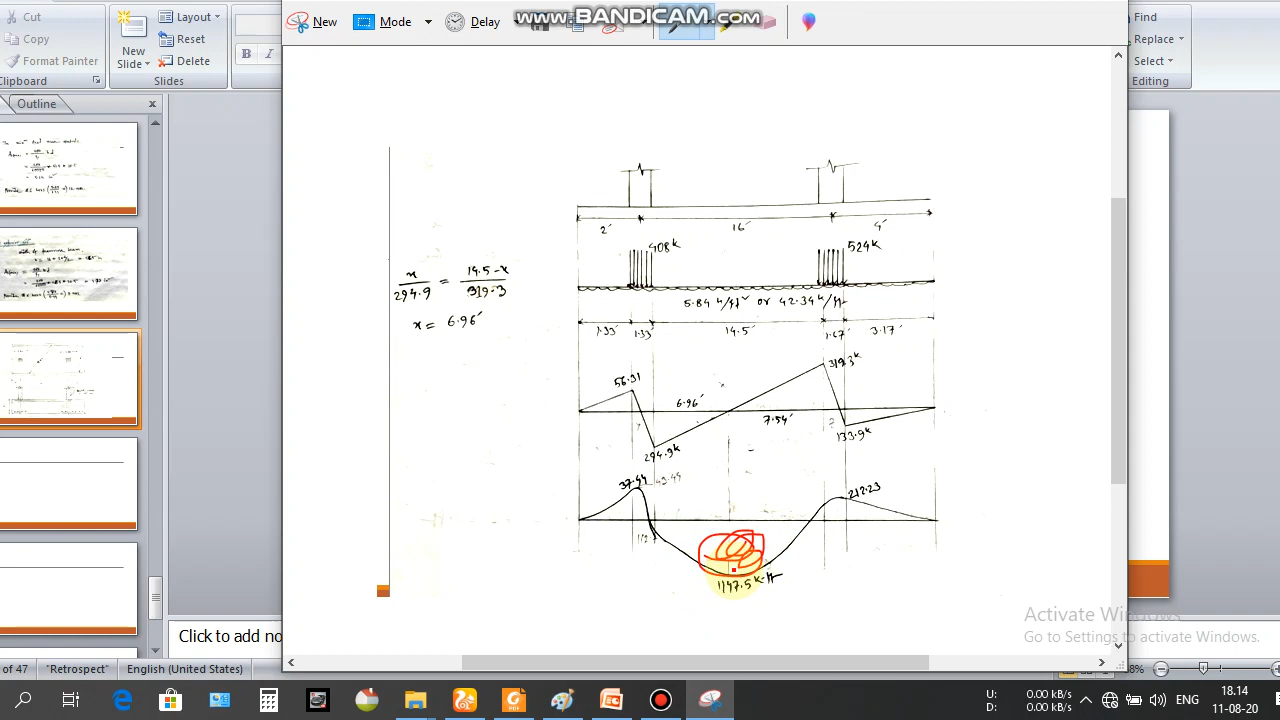 www.BANDICAM.com
Cut
Copy
Format Painter
Clipboard
New Slide
Layout
Reset
Delete
Slides
B I
New
Mode
Delay
Find
Replace
Select
Editing
Outline
2'
16'
4'
408k
524k
x/294.9 = 14.5-x/319.3
x = 6.96'
5.84 k/ft² or 42.34k/ft
1.33'
1.33'
14.5'
1.67'
3.17'
56.31
319.3k
6.96'
7.54'
294.9k
133.9k
37.44
212.23
1147.5k-ft
Click to add no
Activate Windows
Go to Settings to activate Windows.
of 47
"Retrospect"
English (United States)
8%
U:
0.00 kB/s
D:
0.00 kB/s
ENG
18.14
11-08-20